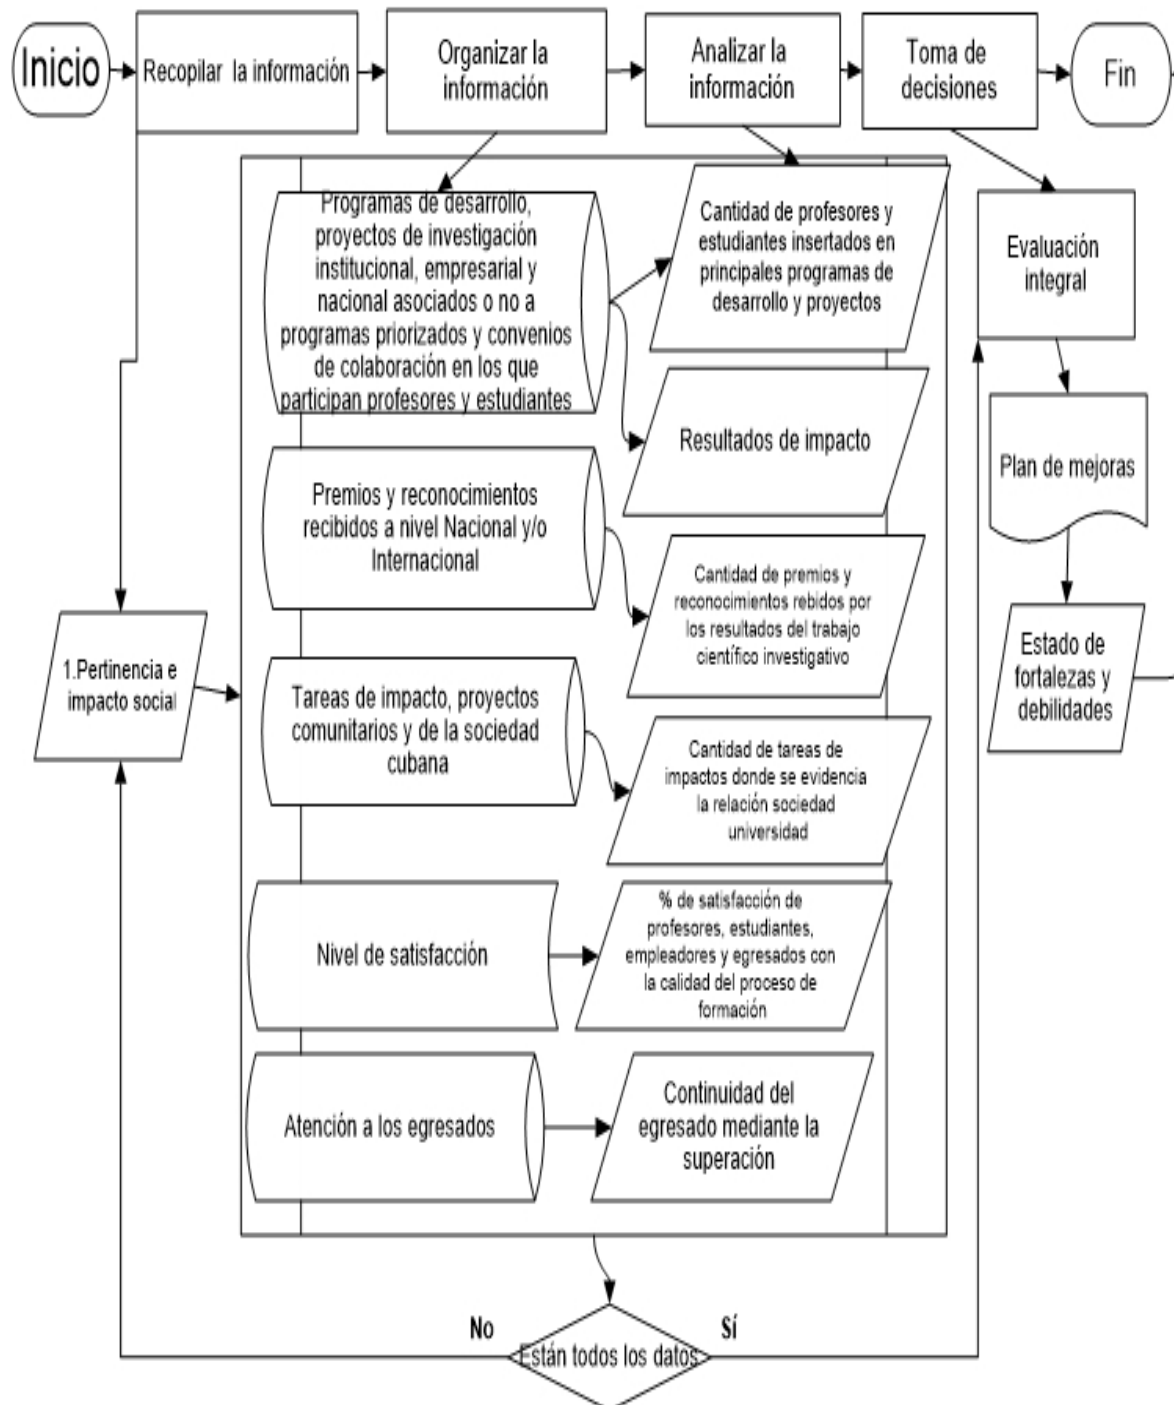 Inicio
Recopilar la información
Organizar la
información
Analizar la
información
Toma de
decisiones
Fin
Programas de desarrollo,
proyectos de investigación
institucional, empresarial y
nacional asociados o no a
programas priorizados y convenios
de colaboración en los que
participan profesores y estudiantes
Cantidad de profesores y
estudiantes insertados en
principales programas de
desarrollo y proyectos
Evaluación
integral
Resultados de impacto
Plan de mejoras
Premios y reconocimientos
recibidos a nivel Nacional y/o
Internacional
Cantidad de premios y
reconocimientos rebidos por
los resultados del trabajo
científico investigativo
Estado de
fortalezas y
debilidades
1.Pertinencia e
impacto social
Tareas de impacto, proyectos
comunitarios y de la sociedad
cubana
Cantidad de tareas de
impactos donde se evidencia
la relación sociedad
universidad
Nivel de satisfacción
% de satisfacción de
profesores, estudiantes,
empleadores y egresados con
la calidad del proceso de
formación
Atención a los egresados
Continuidad del
egresado mediante la
superación
No
Sí
Están todos los datos